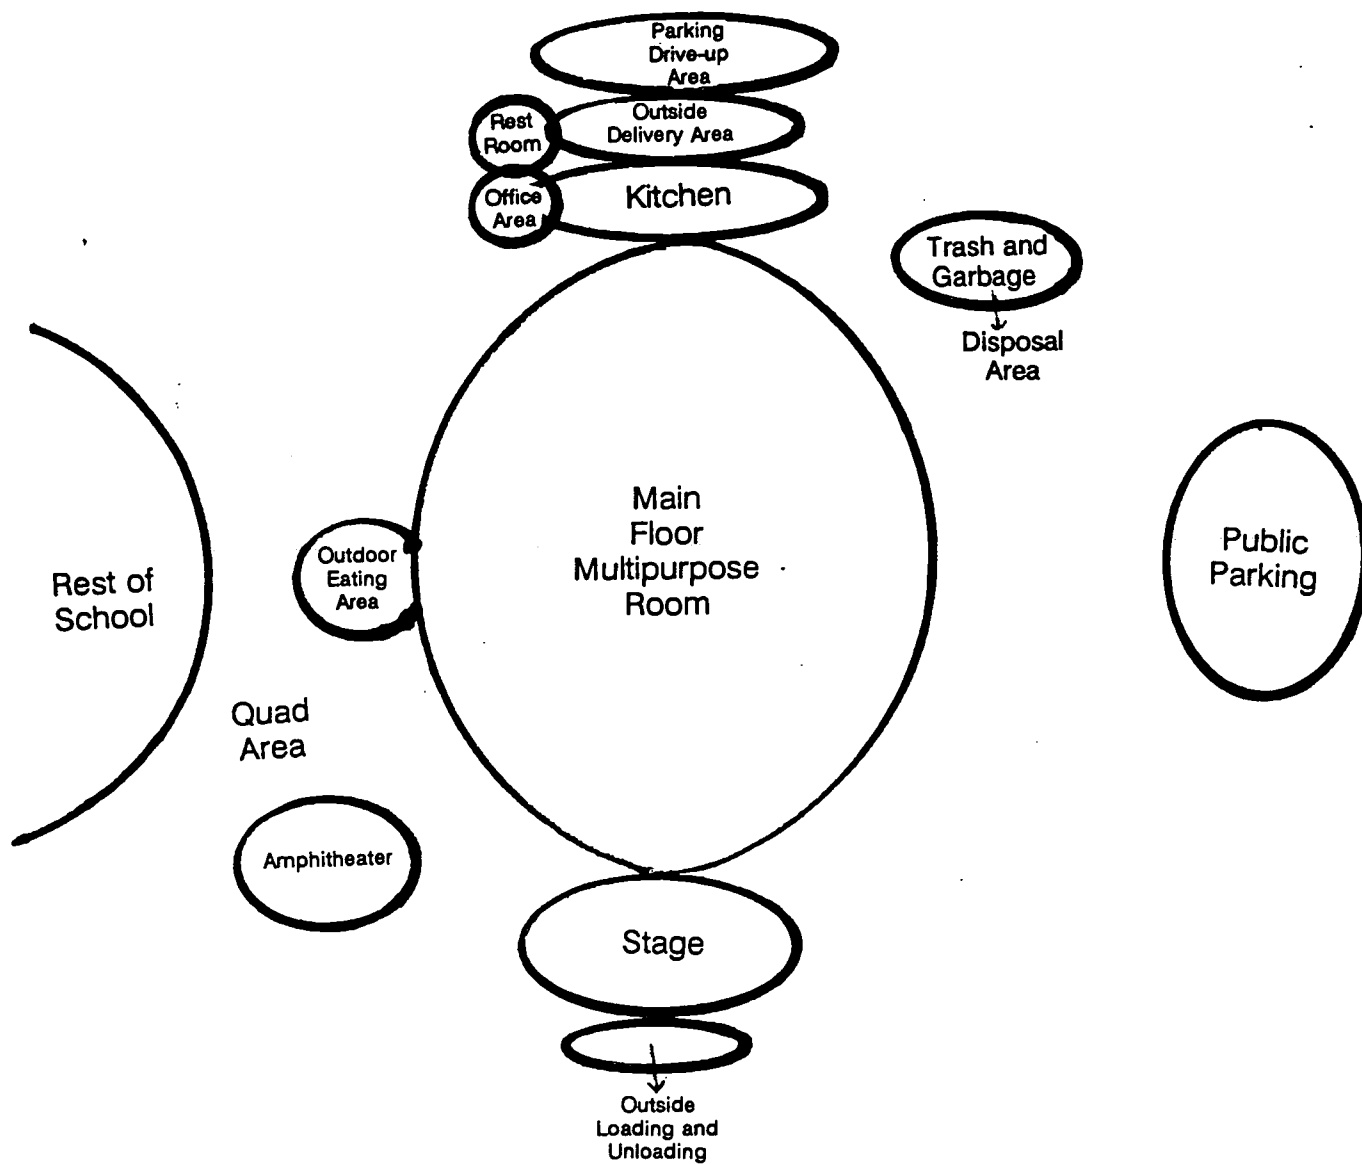 Parking
Drive-up
Area
Outside
Delivery Area
Rest
Room
Kitchen
Office
Area
Trash and
Garbage
Disposal
Area
Main
Floor
Multipurpose
Room
Public
Parking
Outdoor
Eating
Area
Rest of
School
Quad
Area
Amphitheater
Stage
Outside
Loading and
Unloading